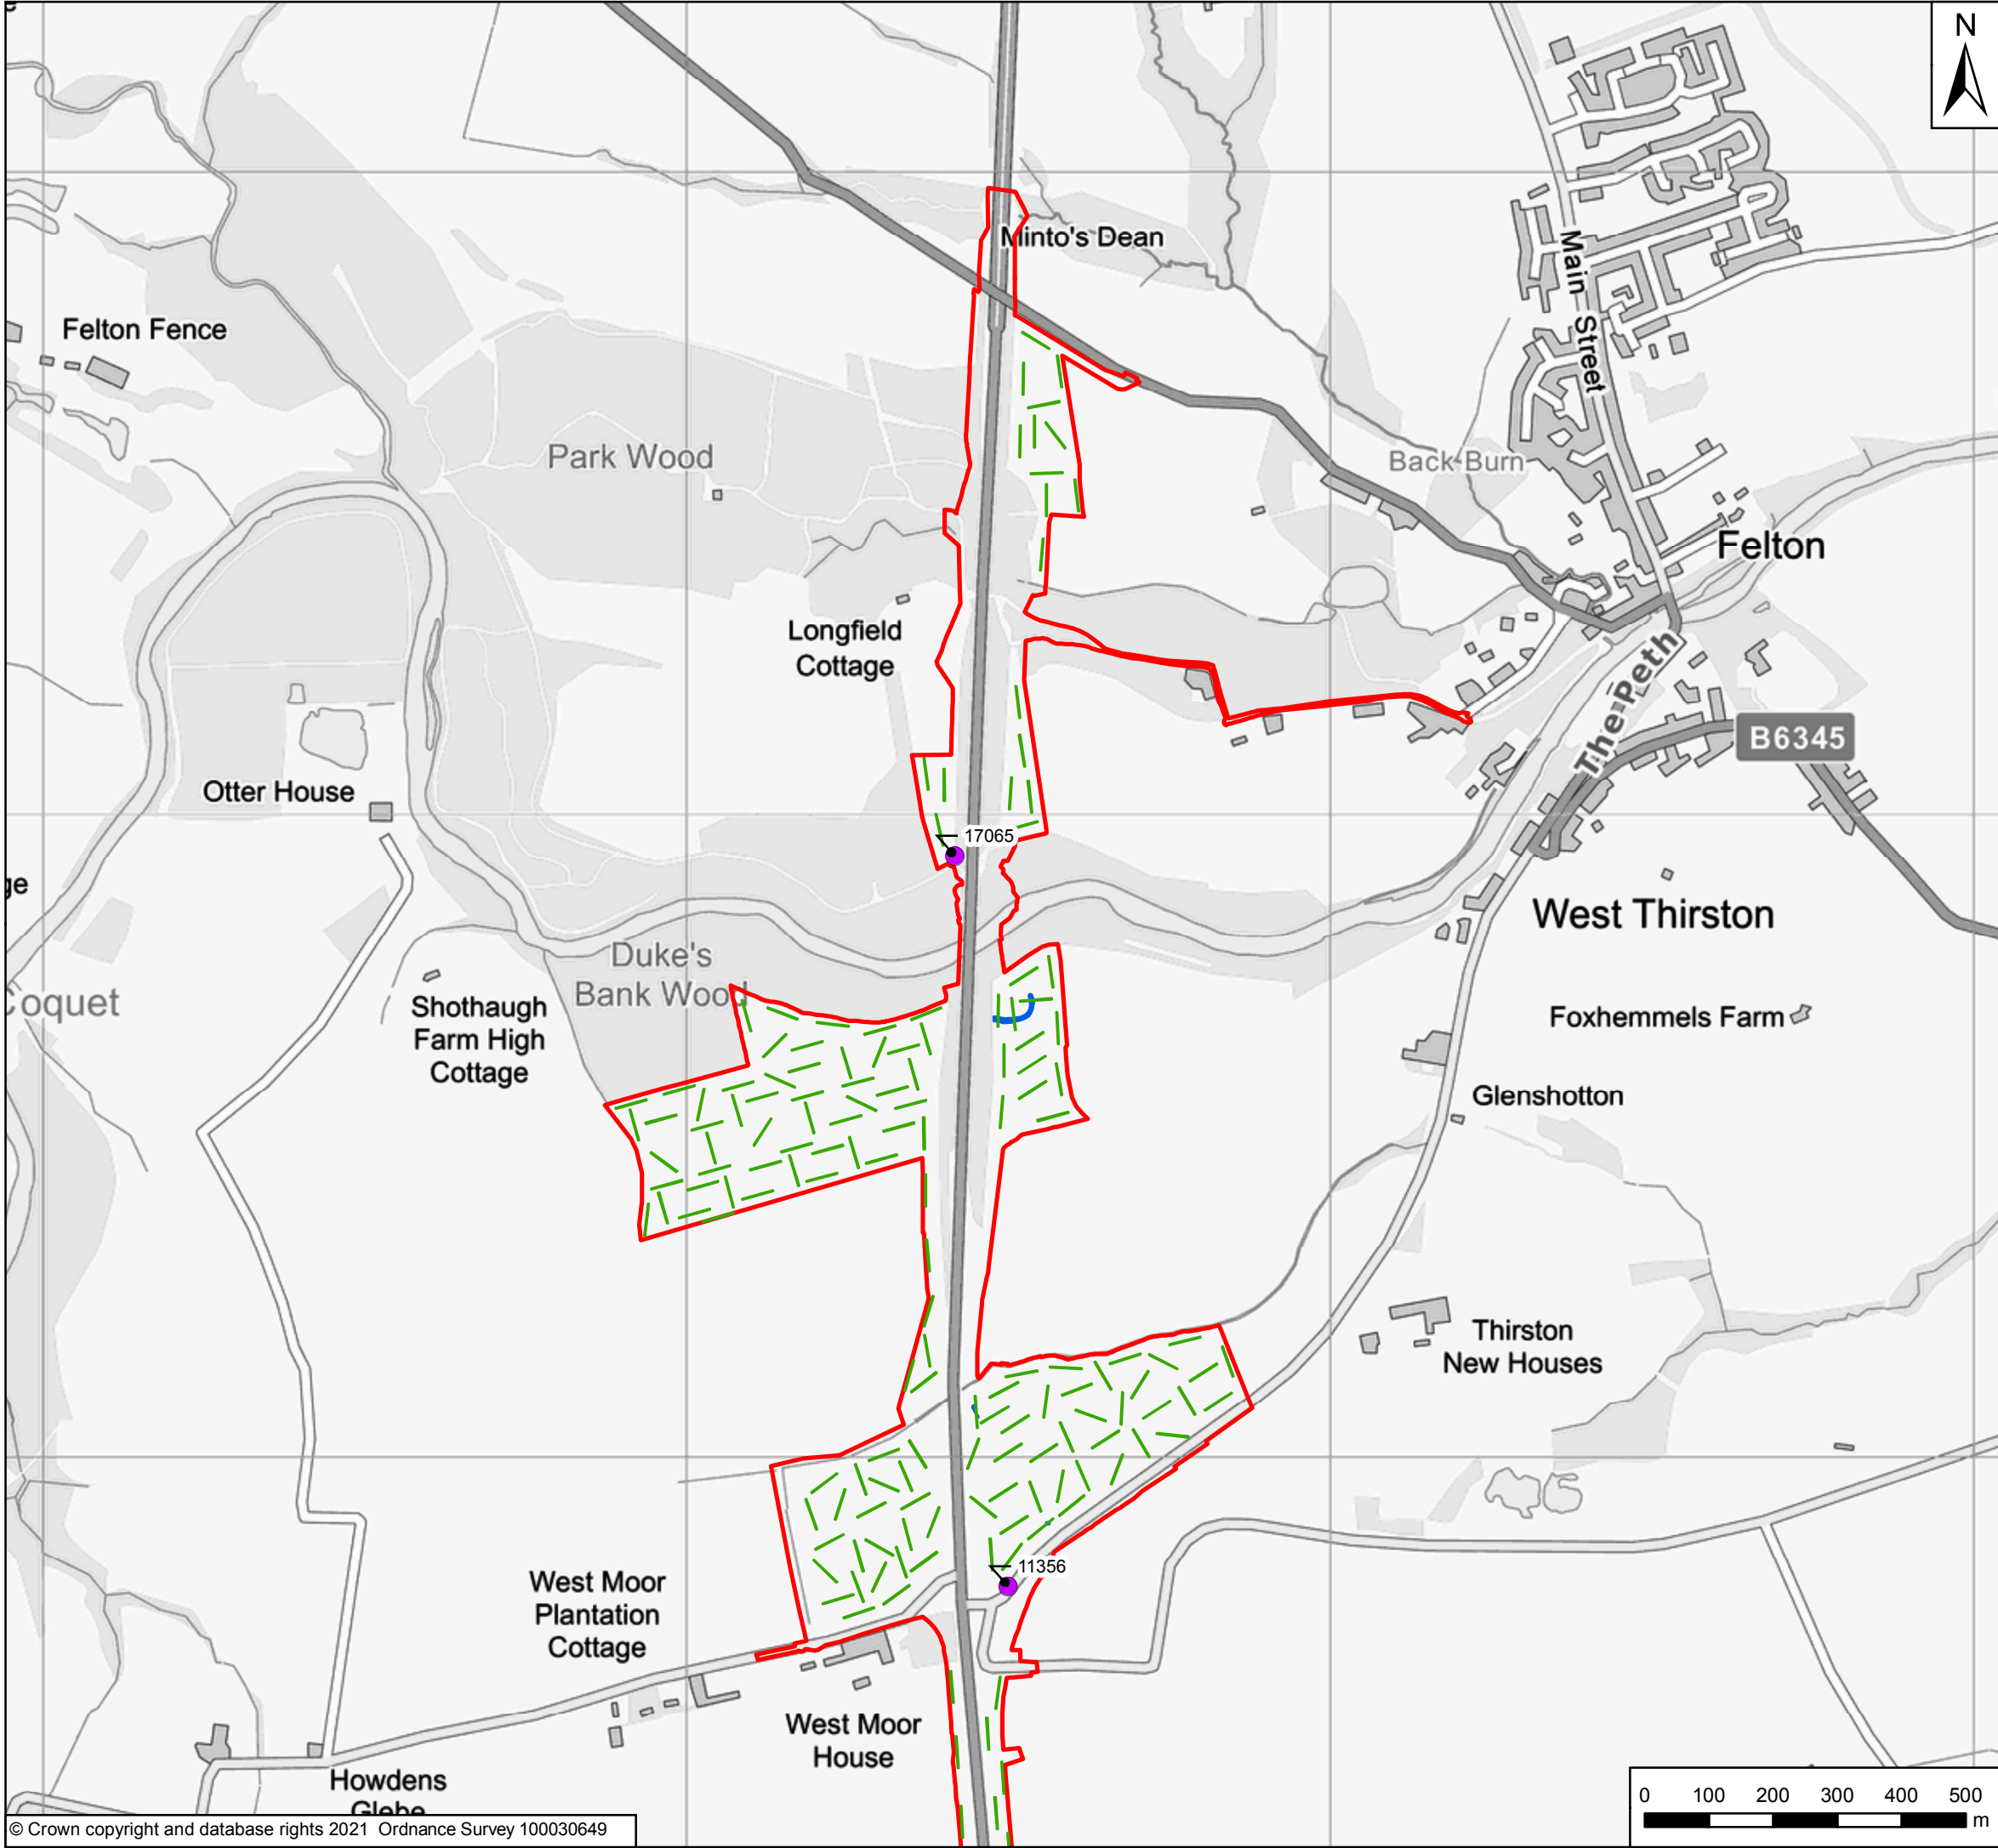 N
Minto's Dean
Main Street
Felton Fence
Park Wood
Back Burn
Felton
Longfield
Cottage
The Peth
B6345
Otter House
17065
West Thirston
Duke's
Bank Wood
Coquet
Shothaugh
Farm High
Cottage
Foxhemmels Farm
Glenshotton
Thirston
New Houses
11356
West Moor
Plantation
Cottage
West Moor
House
Howdens
Glebe
0 100 200 300 400 500
m
© Crown copyright and database rights 2021 Ordnance Survey 100030649